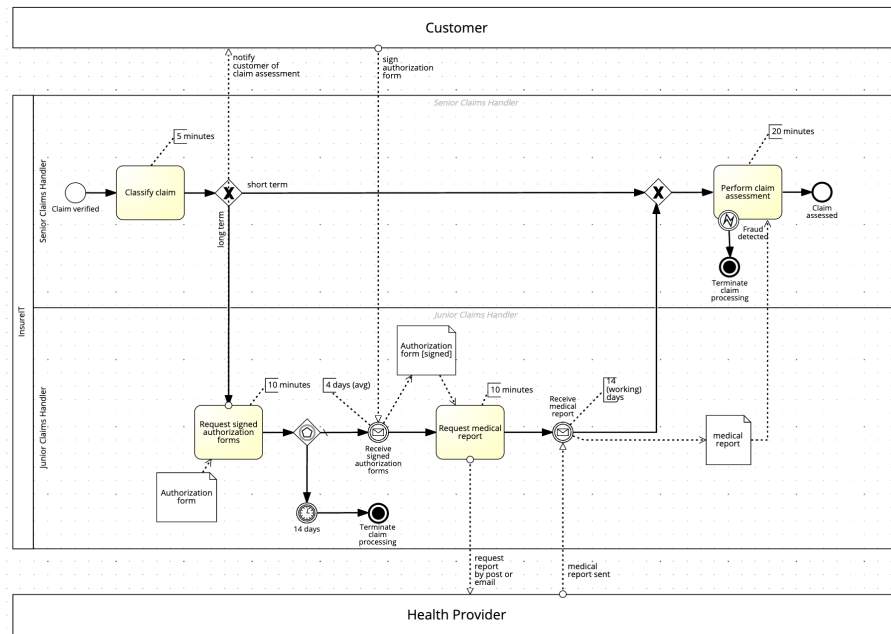 Customer
notify
customer of
claim assessment
sign
authorization
form
Senior Claims Handler
Senior Claims Handler
5 minutes
20 minutes
Claim verified
Classify claim
X
short term
long term
X
Perform claim
assessment
Claim
assessed
Fraud
detected
Terminate
claim
processing
InsureIT
Junior Claims Handler
Junior Claims Handler
Authorization
form [signed]
10 minutes
4 days (avg)
10 minutes
14
(working)
days
Request signed
authorization
forms
Receive
signed
authorization
forms
Request medical
report
Receive
medical
report
medical
report
Authorization
form
14 days
Terminate
claim
processing
request
report
by post or
email
medical
report sent
Health Provider